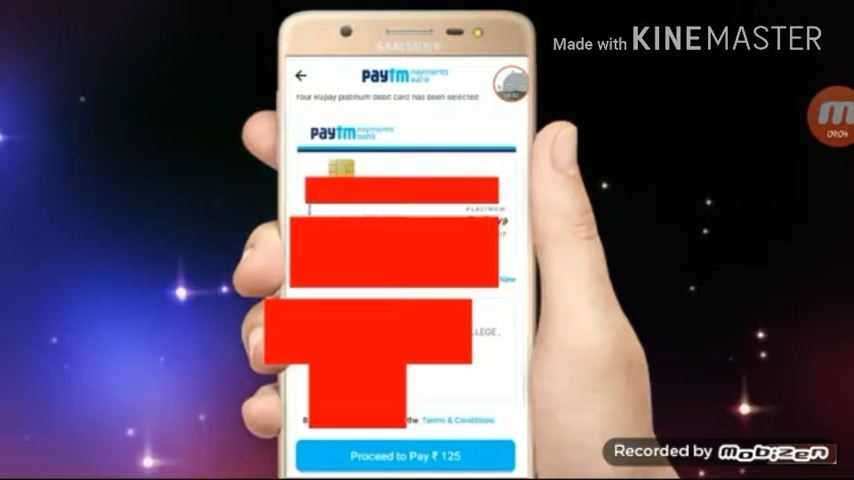 Made with KINEMASTER
SAMSUNG
paytm payments bank
Your Rupay platinum debit card has been selected
09:04
paytm payments bank
PLATINUM
New
LLEGE,
the Terms & Conditions
Proceed to Pay ₹ 125
Recorded by mobizen